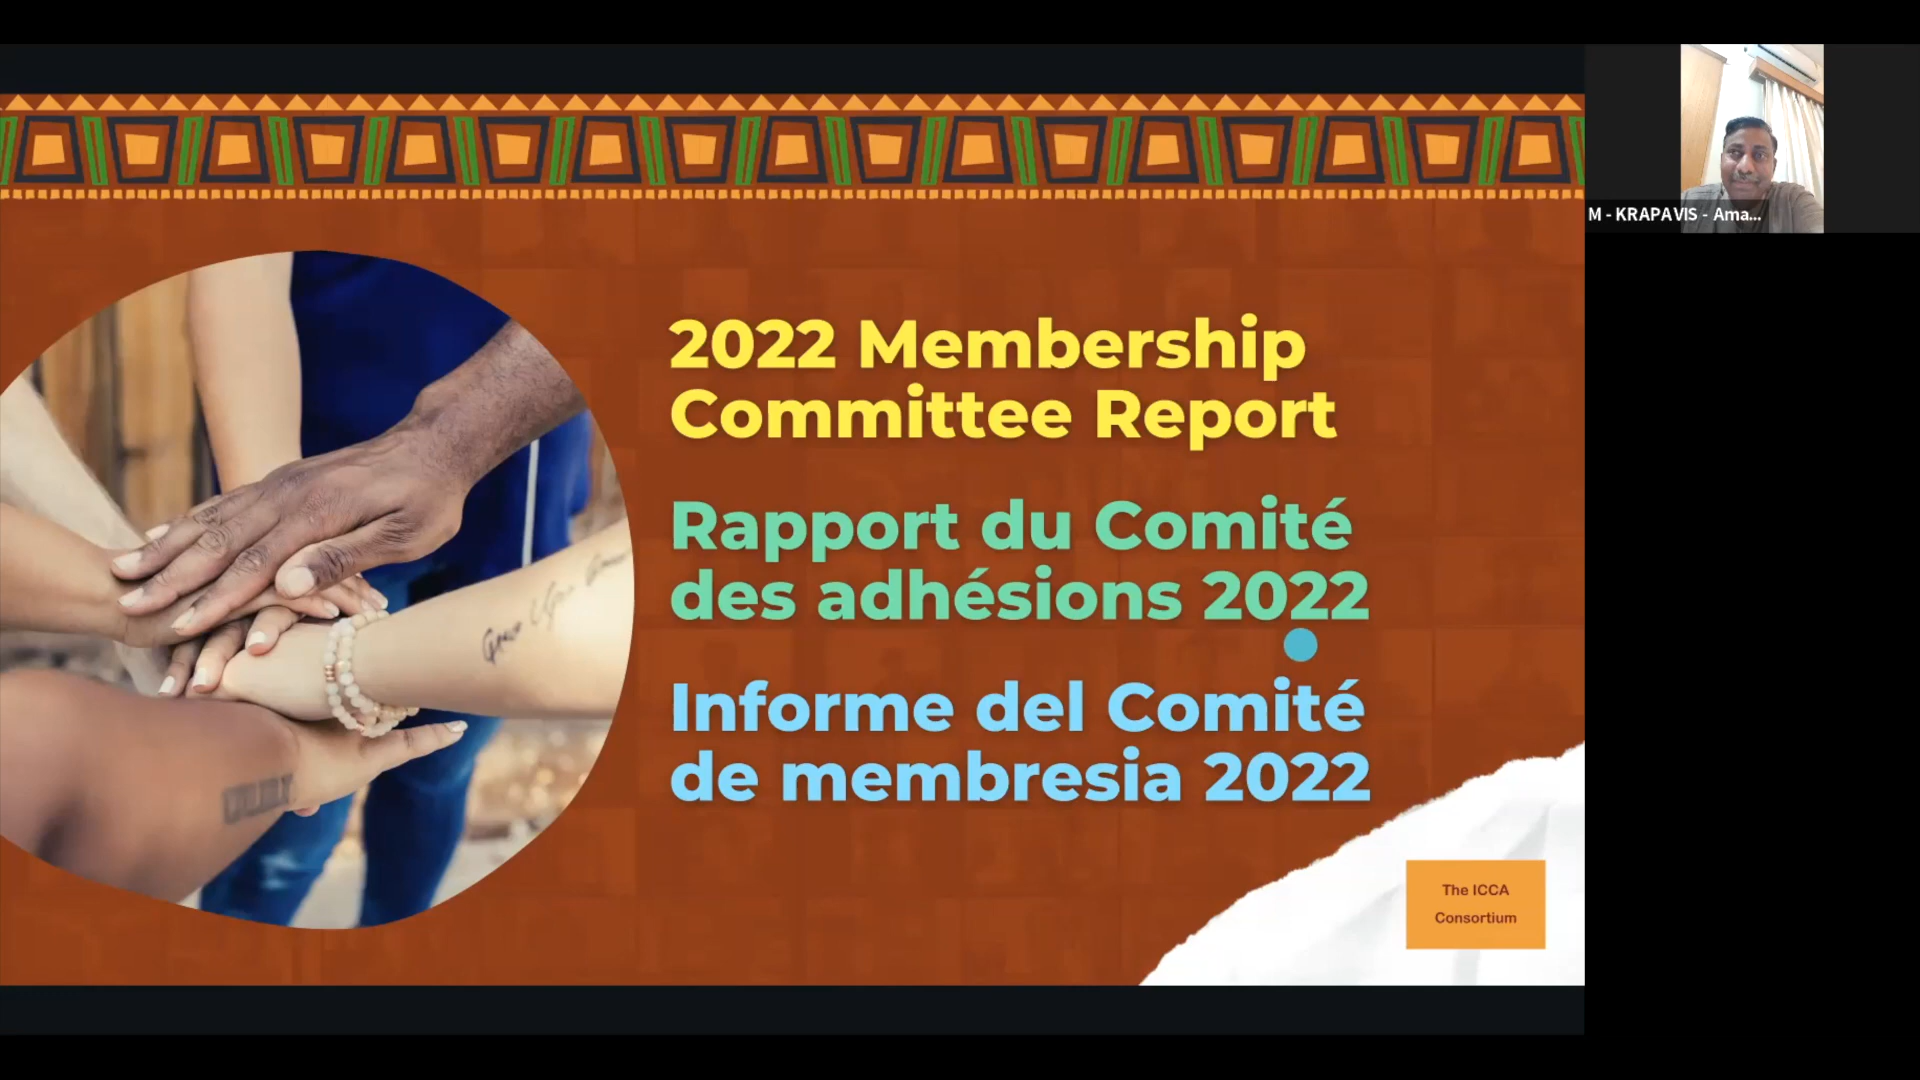 2022 Membership
Committee Report
Rapport du Comité
des adhésions 2022
Informe del Comité
de membresia 2022
The ICCA
Consortium
M - KRAPAVIS - Ama...